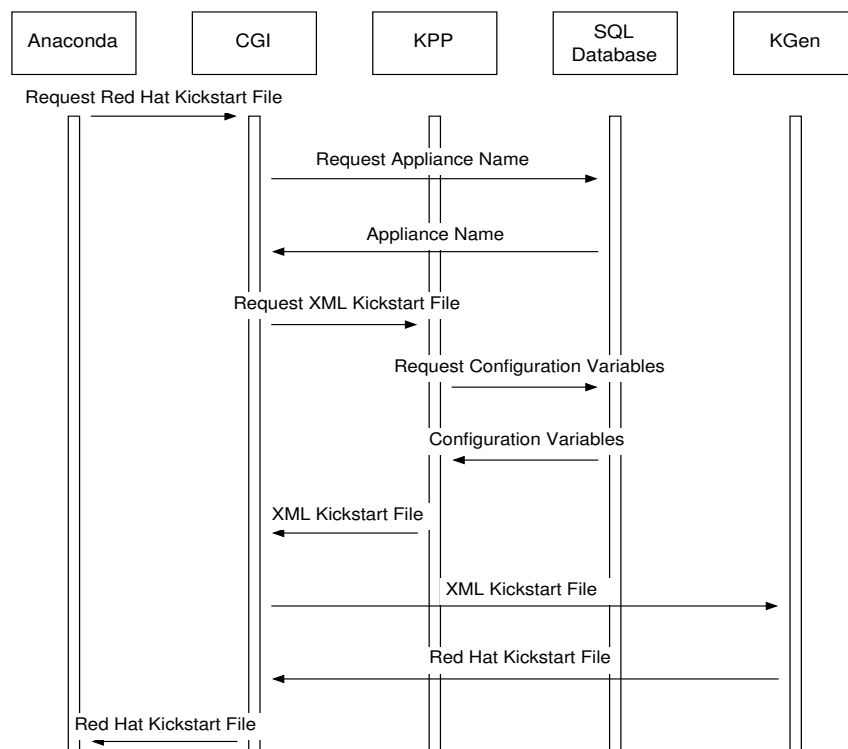 Anaconda
CGI
KPP
SQL
Database
KGen
Request Red Hat Kickstart File
Request Appliance Name
Appliance Name
Request XML Kickstart File
Request Configuration Variables
Configuration Variables
XML Kickstart File
XML Kickstart File
Red Hat Kickstart File
Red Hat Kickstart File